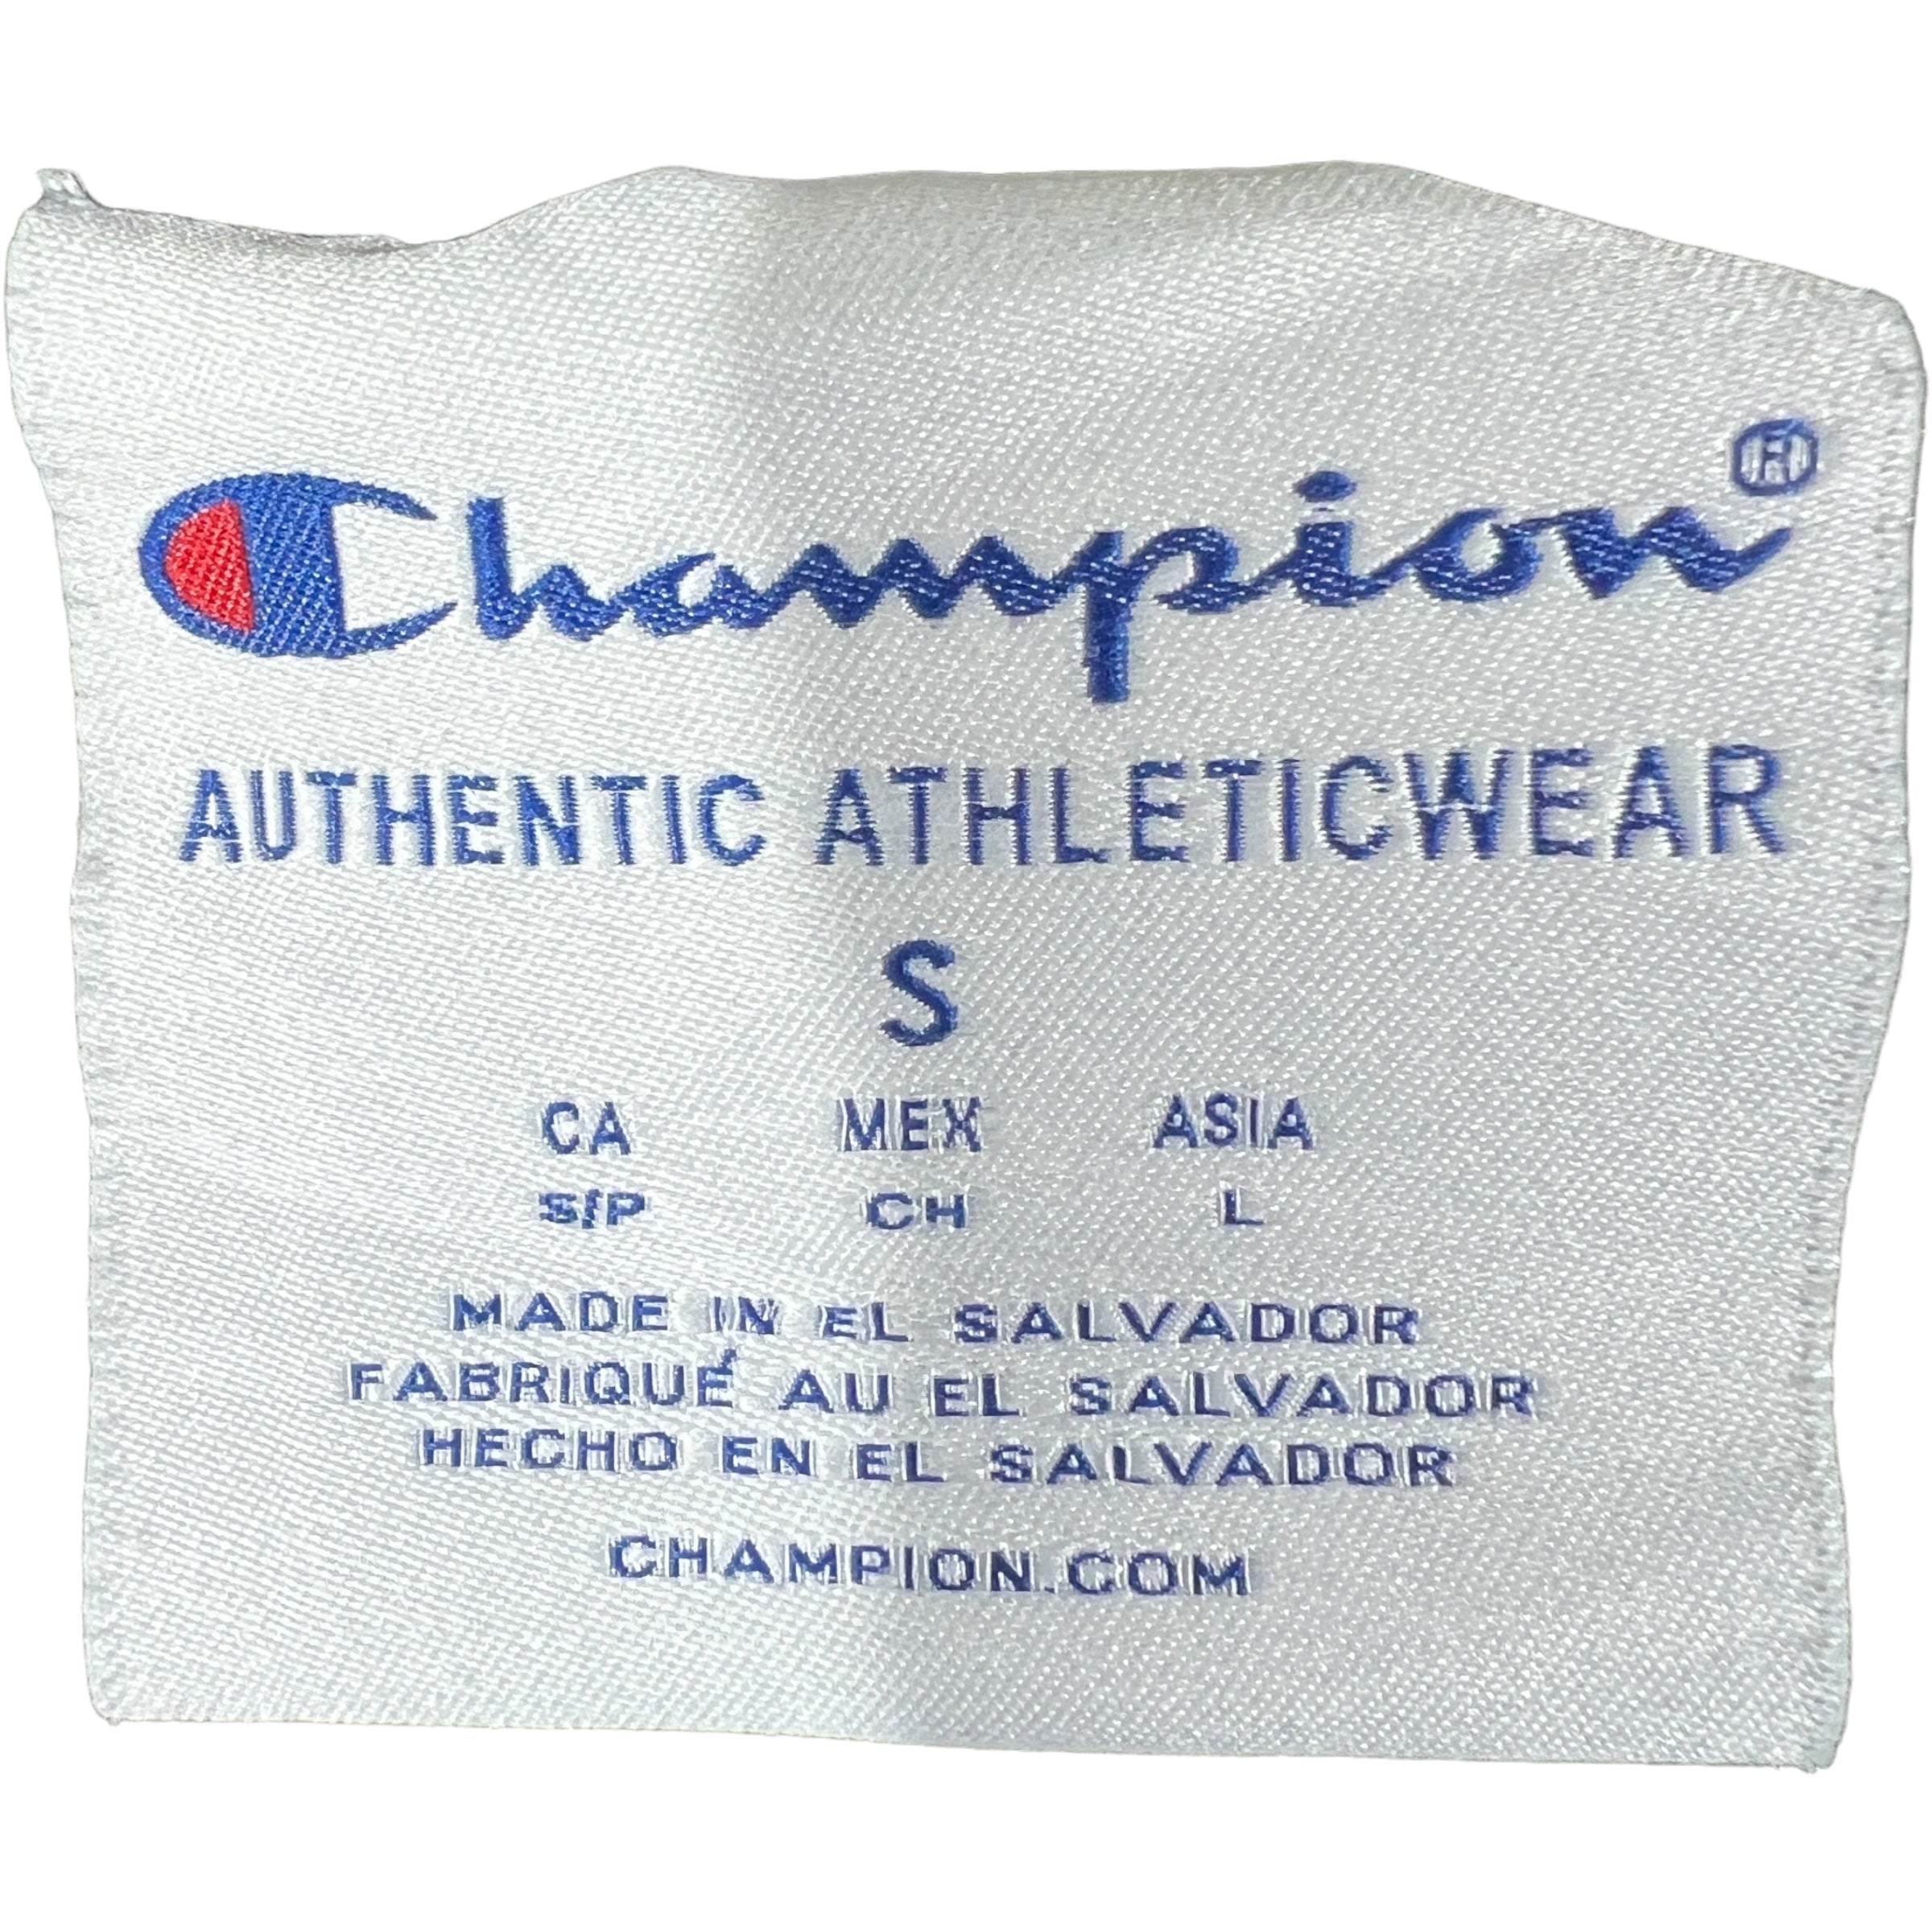 Champion®
AUTHENTIC ATHLETICWEAR
S
CA MEX ASIA
S/P CH L
MADE IN EL SALVADOR
FABRIQUÉ AU EL SALVADOR
HECHO EN EL SALVADOR
CHAMPION.COM